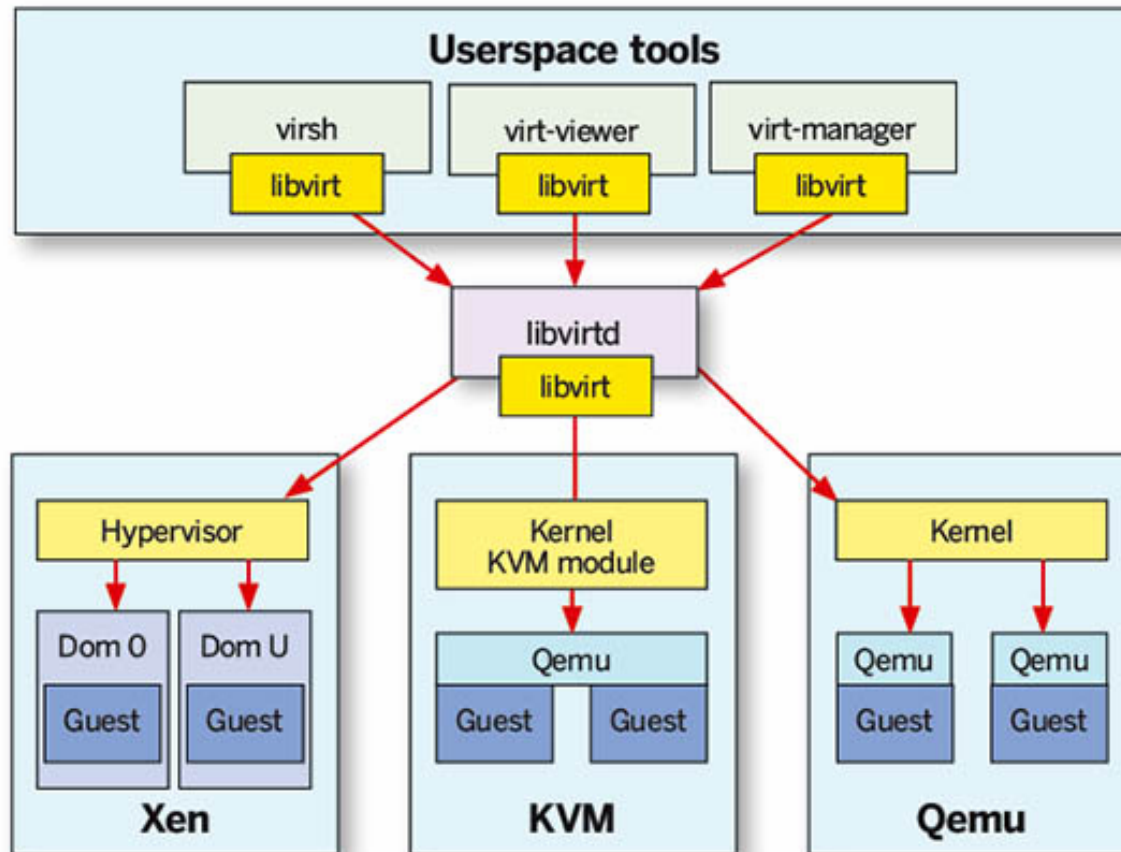 Userspace tools
virsh
virt-viewer
virt-manager
libvirt
libvirt
libvirt
libvirtd
libvirt
Hypervisor
Dom 0
Dom U
Guest
Guest
Xen
Kernel
KVM module
Qemu
Guest
Guest
KVM
Kernel
Qemu
Qemu
Guest
Guest
Qemu